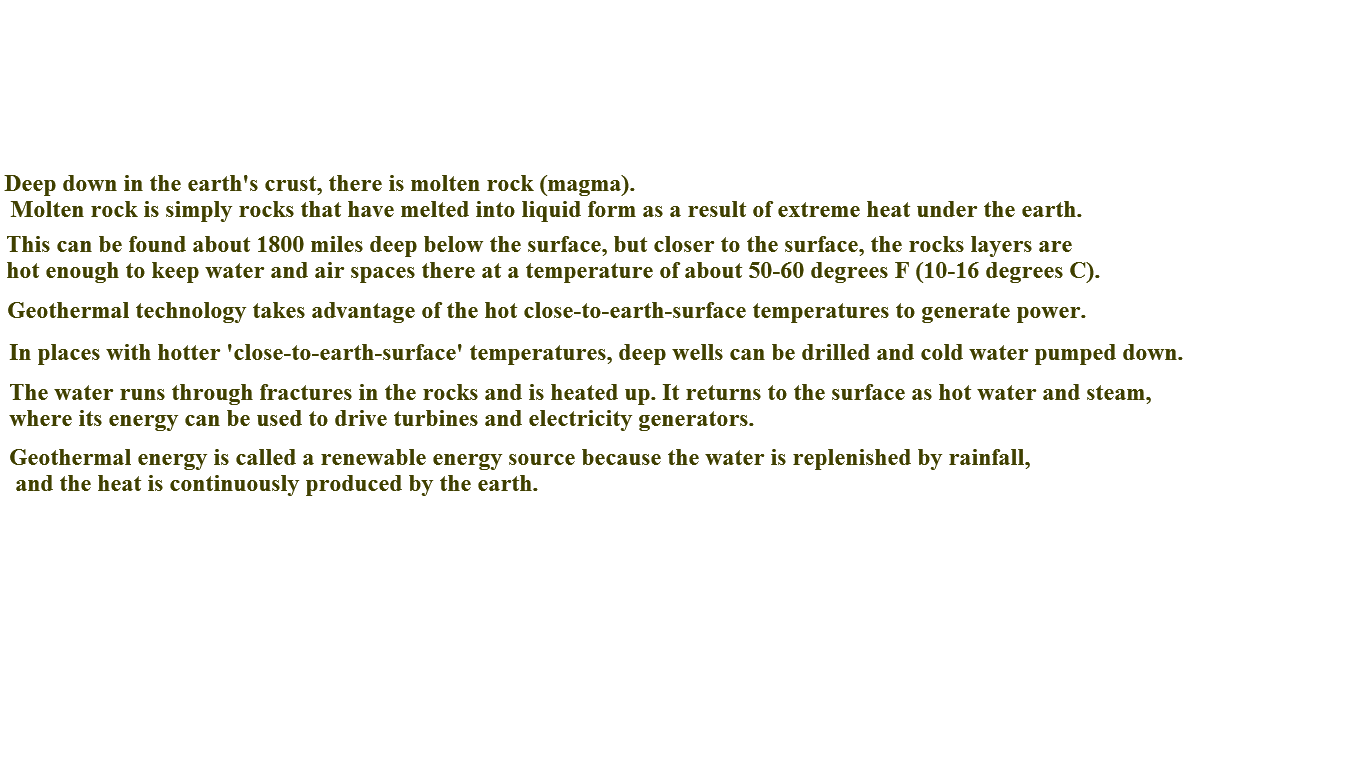 Deep down in the earth's crust, there is molten rock (magma).
Molten rock is simply rocks that have melted into liquid form as a result of extreme heat under the earth.
This can be found about 1800 miles deep below the surface, but closer to the surface, the rocks layers are
hot enough to keep water and air spaces there at a temperature of about 50-60 degrees F (10-16 degrees C).
Geothermal technology takes advantage of the hot close-to-earth-surface temperatures to generate power.
In places with hotter 'close-to-earth-surface' temperatures, deep wells can be drilled and cold water pumped down.
The water runs through fractures in the rocks and is heated up. It returns to the surface as hot water and steam,
where its energy can be used to drive turbines and electricity generators.
Geothermal energy is called a renewable energy source because the water is replenished by rainfall,
and the heat is continuously produced by the earth.